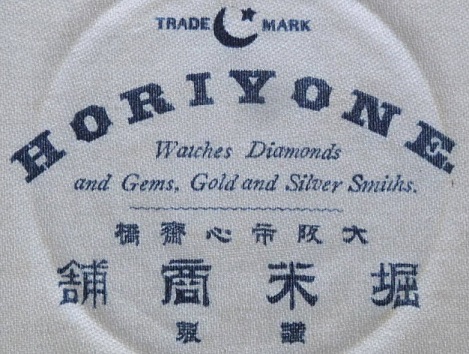 TRADE MARK
HORIYONE
Watches Diamonds
and Gems, Gold and Silver Smiths.
大阪市心齋橋
堀米商舗
謹製